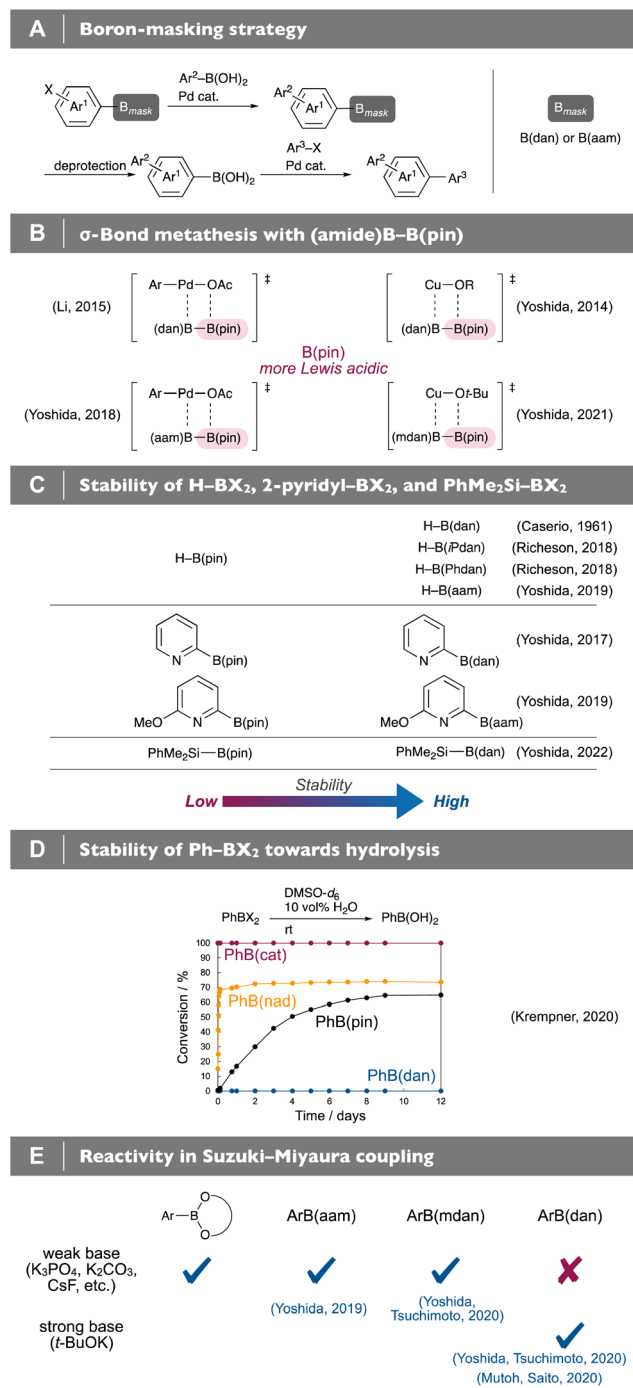 A Boron-masking strategy
X
Ar1
Bmask
Ar2–B(OH)2
Pd cat.
Ar2
Ar1
Bmask
Bmask
B(dan) or B(aam)
deprotection
Ar2
Ar1
B(OH)2
Ar3–X
Pd cat.
Ar2
Ar1
Ar3
B σ-Bond metathesis with (amide)B–B(pin)
(Li, 2015)
Ar–Pd–OAc
(dan)B–B(pin)
‡
Cu–OR
(dan)B–B(pin)
‡
(Yoshida, 2014)
B(pin)
more Lewis acidic
(Yoshida, 2018)
Ar–Pd–OAc
(aam)B–B(pin)
‡
Cu–Ot-Bu
(mdan)B–B(pin)
‡
(Yoshida, 2021)
C Stability of H–BX2, 2-pyridyl–BX2, and PhMe2Si–BX2
H–B(pin)
H–B(dan) (Caserio, 1961)
H–B(iPdan) (Richeson, 2018)
H–B(Phdan) (Richeson, 2018)
H–B(aam) (Yoshida, 2019)
N B(pin)
N B(dan)
(Yoshida, 2017)
MeO N B(pin)
MeO N B(aam)
(Yoshida, 2019)
PhMe2Si–B(pin)
PhMe2Si–B(dan) (Yoshida, 2022)
Stability
Low
High
D Stability of Ph–BX2 towards hydrolysis
DMSO-d6
10 vol% H2O
PhBX2
PhB(OH)2
rt
Conversion / %
100
90
80
70
60
50
40
30
20
10
0
PhB(cat)
PhB(nad)
PhB(pin)
PhB(dan)
0 2 4 6 8 10 12
Time / days
(Krempner, 2020)
E Reactivity in Suzuki–Miyaura coupling
Ar–B
O
O
ArB(aam)
ArB(mdan)
ArB(dan)
weak base
(K3PO4, K2CO3,
CsF, etc.)
(Yoshida, 2019)
(Yoshida,
Tsuchimoto, 2020)
strong base
(t-BuOK)
(Yoshida, Tsuchimoto, 2020)
(Mutoh, Saito, 2020)